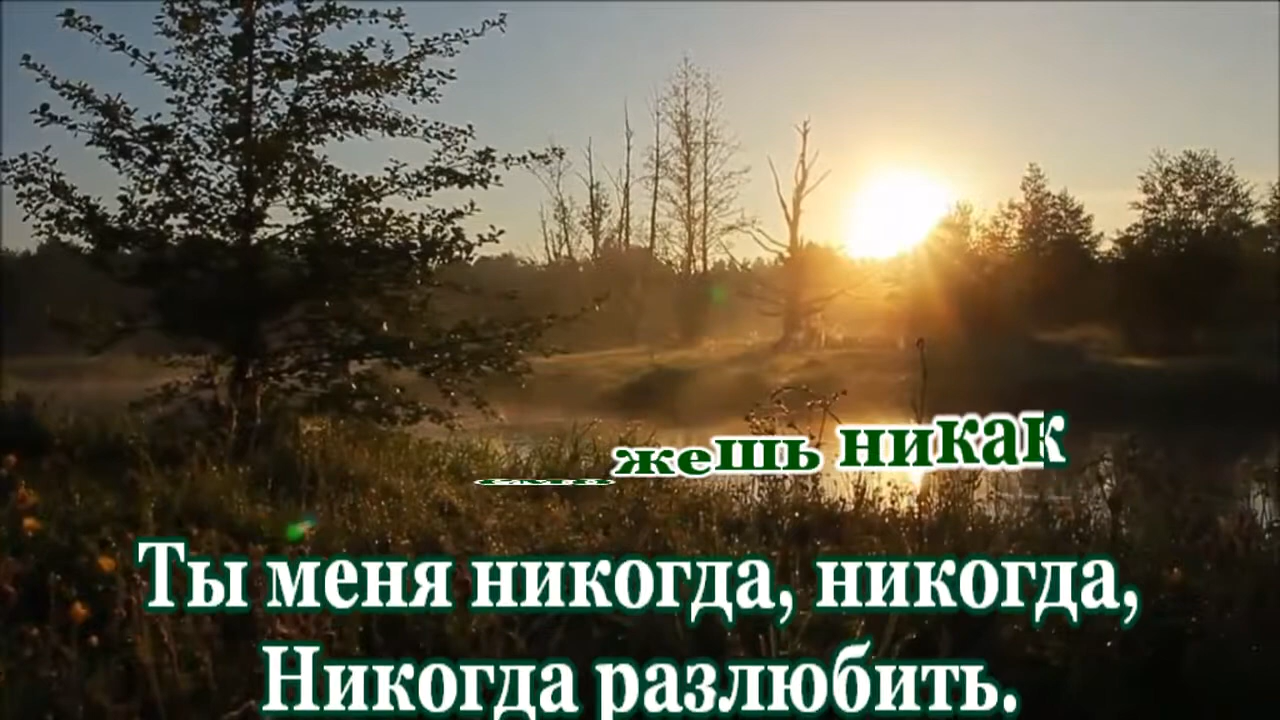 жешь никак
Ты меня никогда, никогда,
Никогда разлюбить.